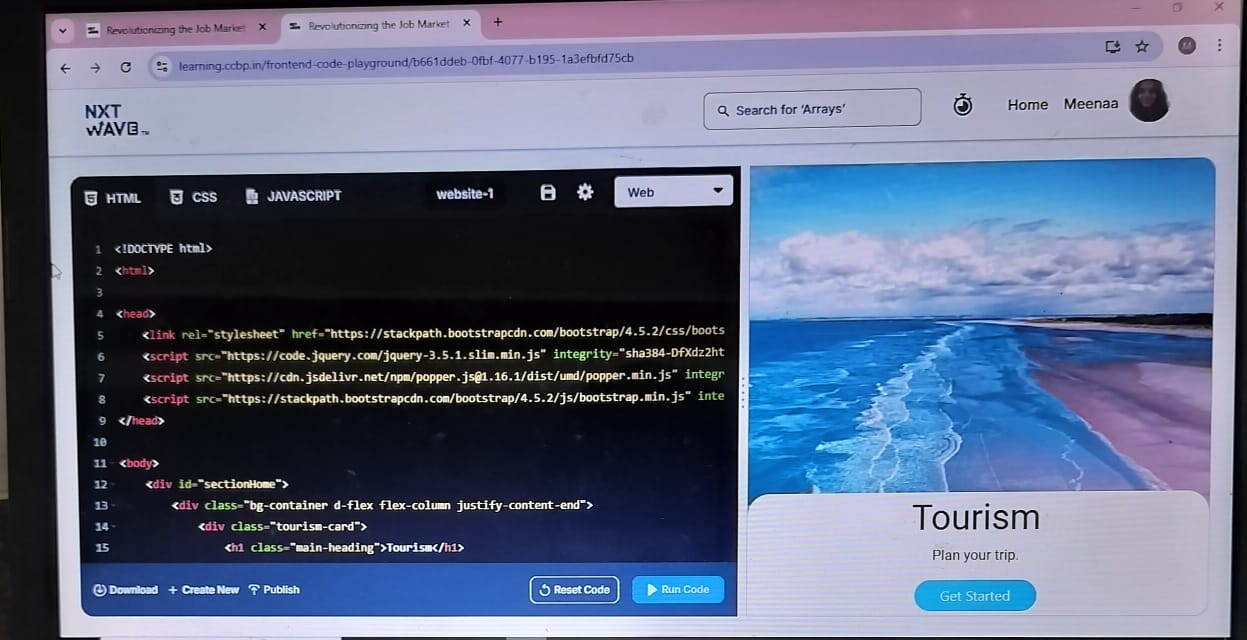 Revolutionizing the Job Market
Revolutionizing the Job Market
learning.ccbp.in/frontend-code-playground/b661ddeb-0fbf-4077-b195-1a3efbfd75cb
M
NXT
WAVE TM
Search for 'Arrays'
Home Meenaa
HTML CSS JAVASCRIPT website-1 Web
1 <!DOCTYPE html>
2 <html>
3
4 <head>
5 <link rel="stylesheet" href="https://stackpath.bootstrapcdn.com/bootstrap/4.5.2/css/boots
6 <script src="https://code.jquery.com/jquery-3.5.1.slim.min.js" integrity="sha384-DfXdz2ht
7 <script src="https://cdn.jsdelivr.net/npm/popper.js@1.16.1/dist/umd/popper.min.js" integr
8 <script src="https://stackpath.bootstrapcdn.com/bootstrap/4.5.2/js/bootstrap.min.js" inte
9 </head>
10
11 <body>
12 <div id="sectionHome">
13 <div class="bg-container d-flex flex-column justify-content-end">
14 <div class="tourism-card">
15 <h1 class="main-heading">Tourism</h1>
Download + Create New Publish Reset Code Run Code
Tourism
Plan your trip.
Get Started